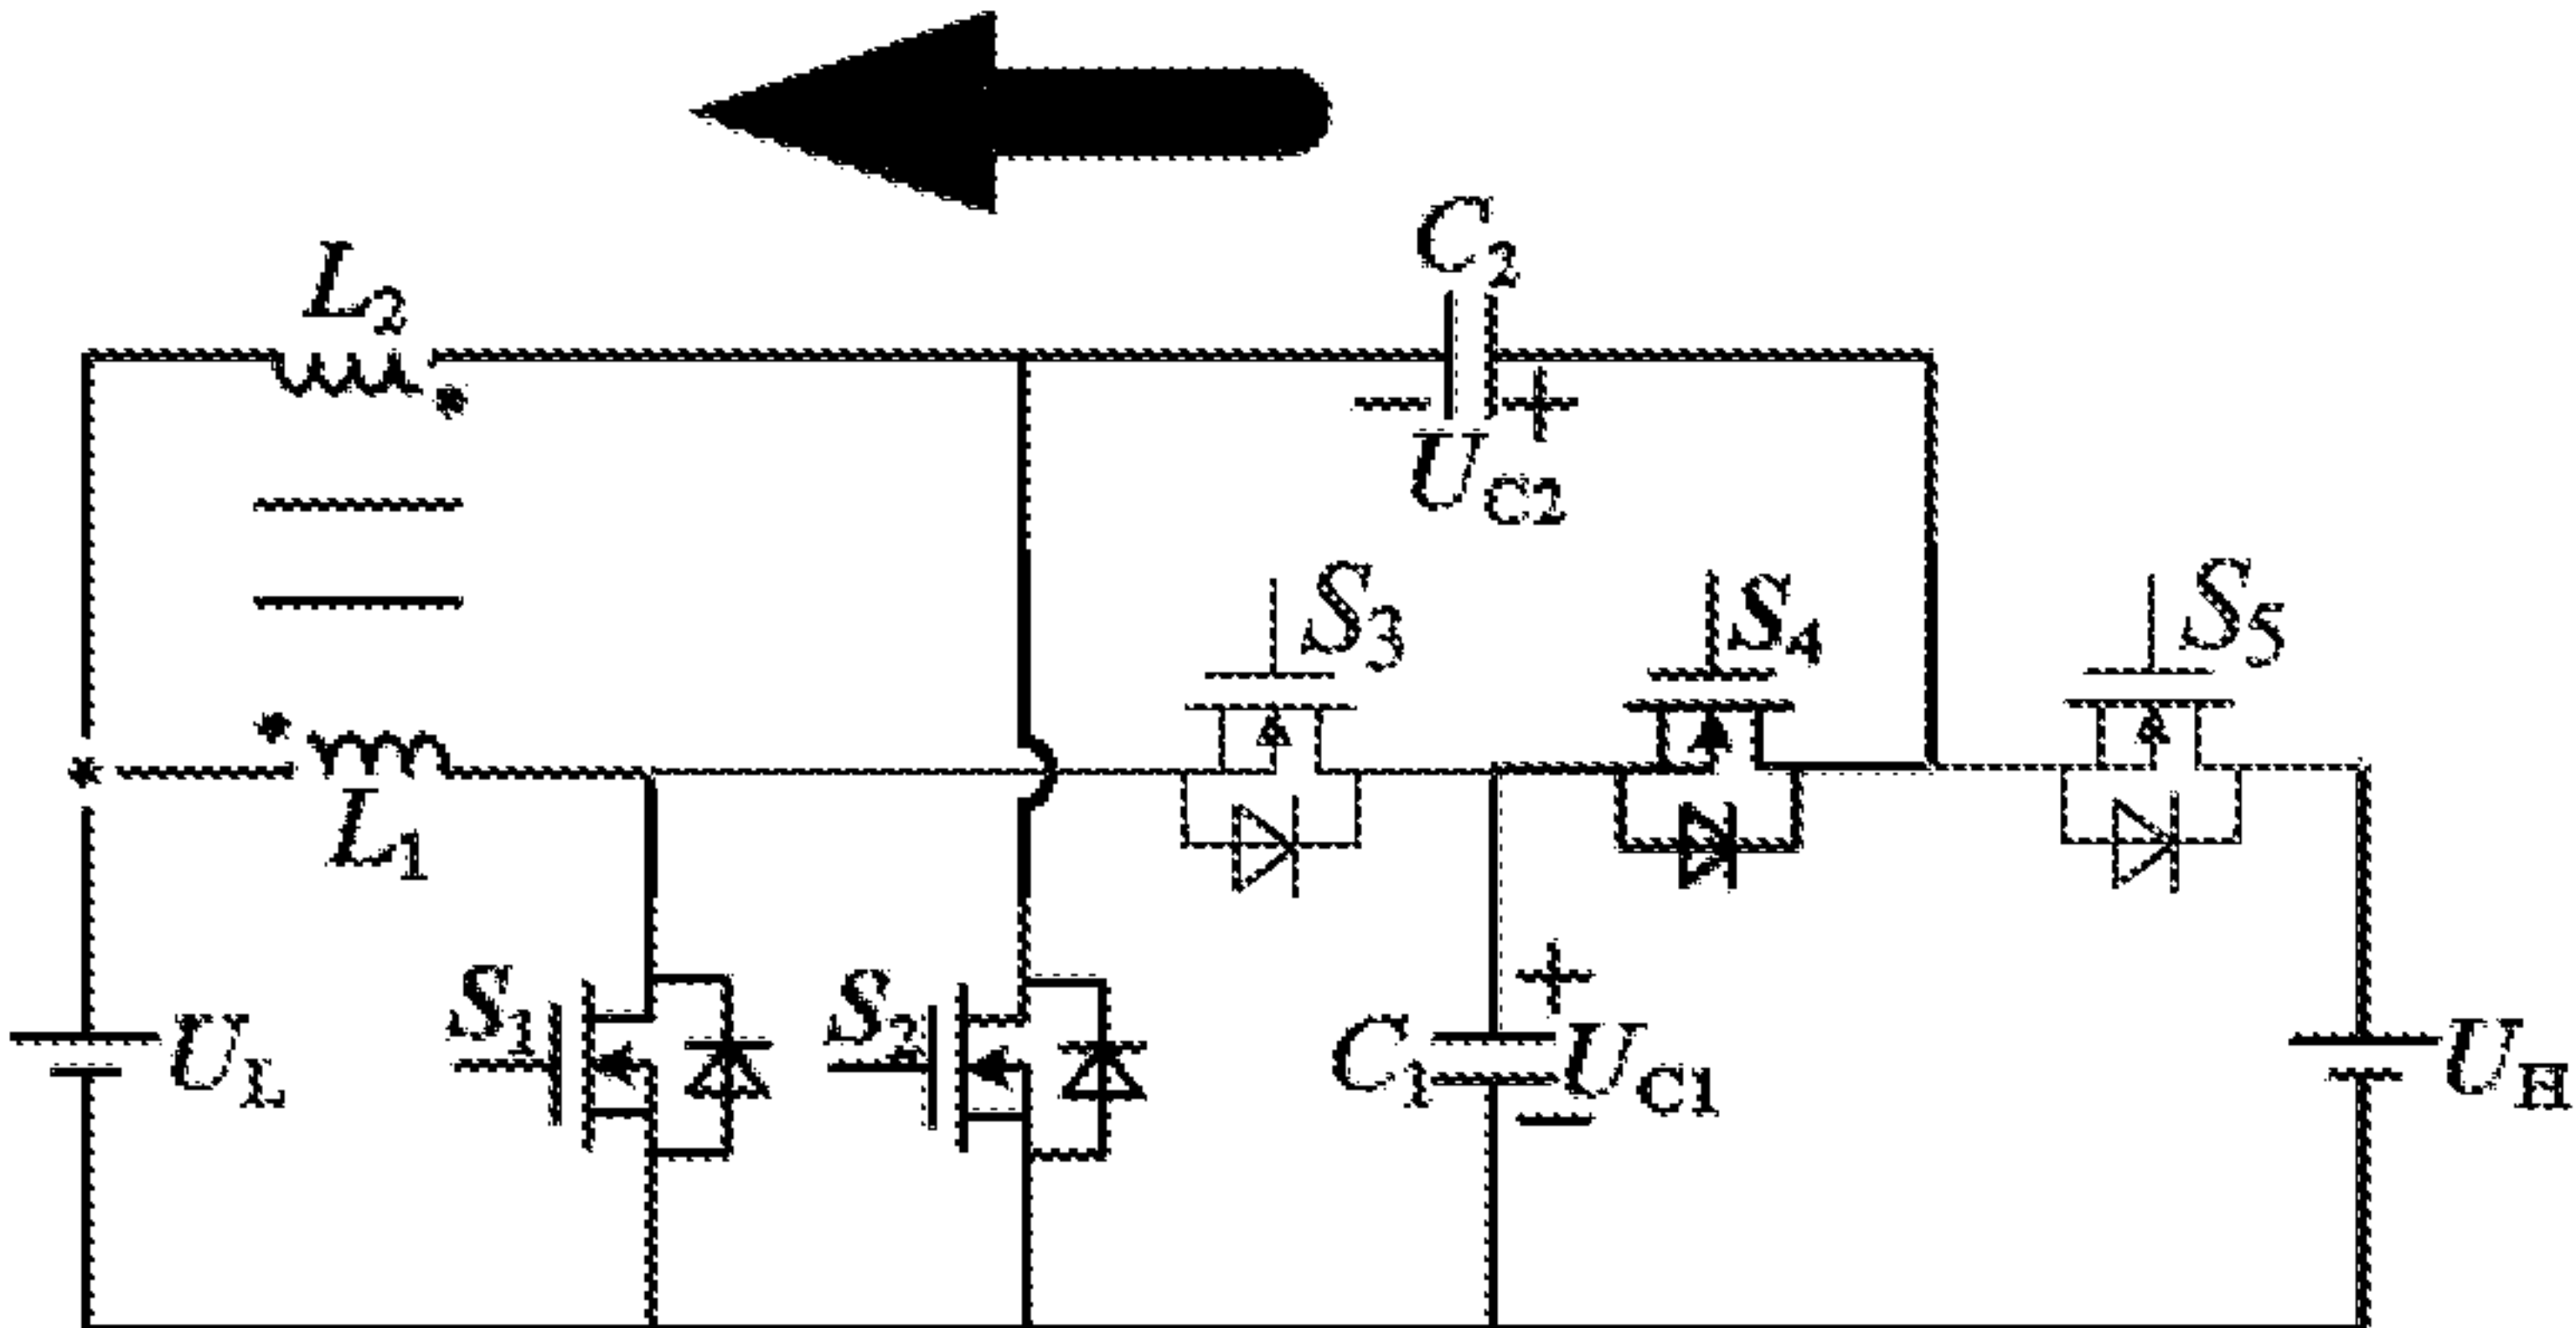 C2
L2
− +
UC2
S3 S4 S5
L1
S1 S2 +
UL C1 UC1 UH
−